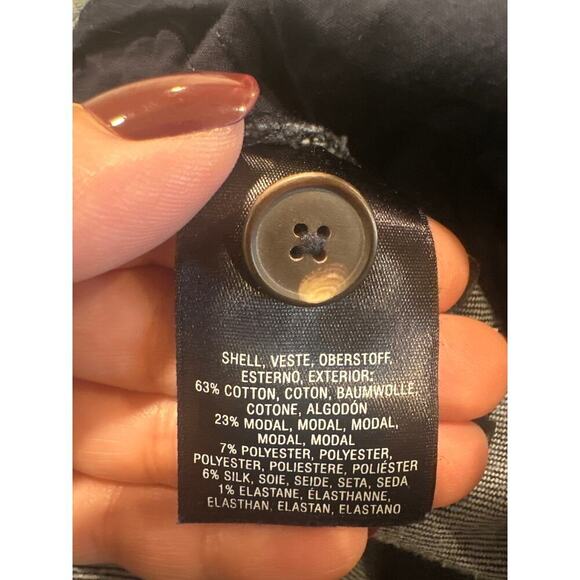 SHELL, VESTE, OBERSTOFF,
ESTERNO, EXTERIOR:
63% COTTON, COTON, BAUMWOLLE,
COTONE, ALGODÓN
23% MODAL, MODAL, MODAL,
MODAL, MODAL
7% POLYESTER, POLYESTER,
POLYESTER, POLIESTERE, POLIÉSTER
6% SILK, SOIE, SEIDE, SETA, SEDA
1% ELASTANE, ÉLASTHANNE,
ELASTHAN, ELASTAN, ELASTANO